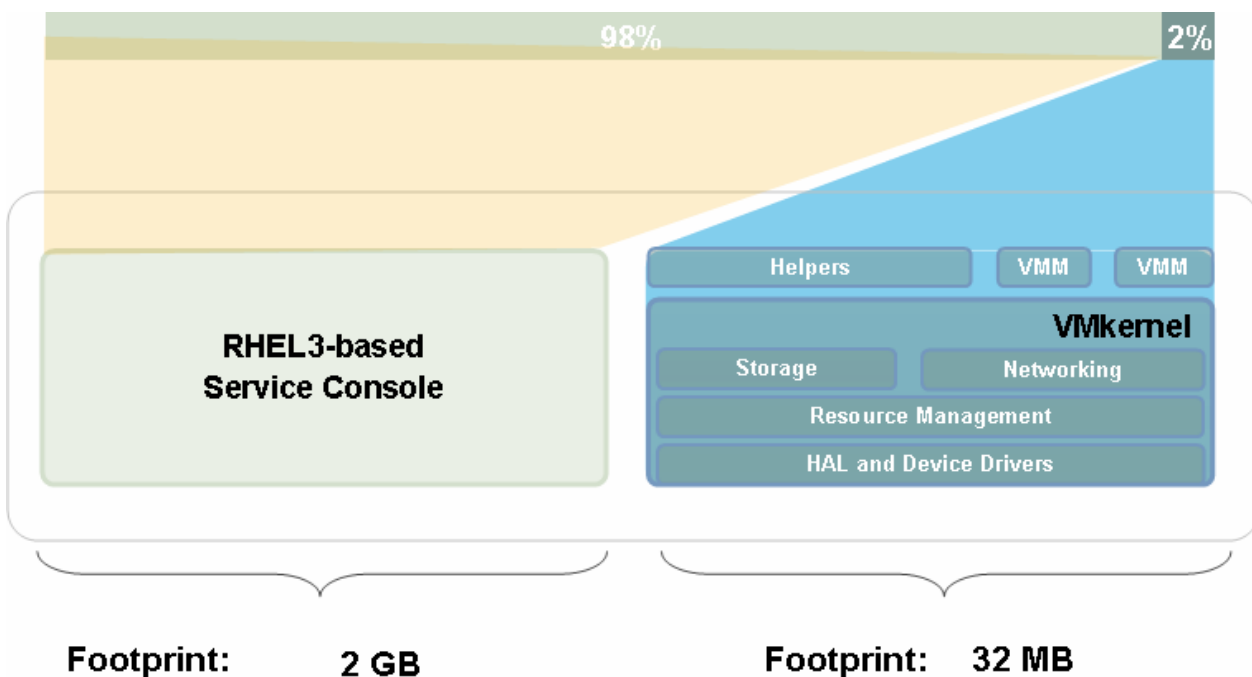 98%
2%
Helpers
VMM
VMM
VMkernel
RHEL3-based
Service Console
Storage
Networking
Resource Management
HAL and Device Drivers
Footprint: 2 GB
Footprint: 32 MB